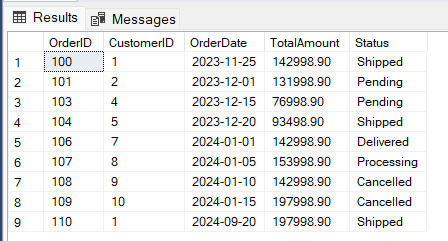 Results Messages
OrderID CustomerID OrderDate TotalAmount Status
1 100 1 2023-11-25 142998.90 Shipped
2 101 2 2023-12-01 131998.90 Pending
3 103 4 2023-12-15 76998.90 Pending
4 104 5 2023-12-20 93498.90 Shipped
5 106 7 2024-01-01 142998.90 Delivered
6 107 8 2024-01-05 153998.90 Processing
7 108 9 2024-01-10 142998.90 Cancelled
8 109 10 2024-01-15 197998.90 Cancelled
9 110 1 2024-09-20 197998.90 Shipped